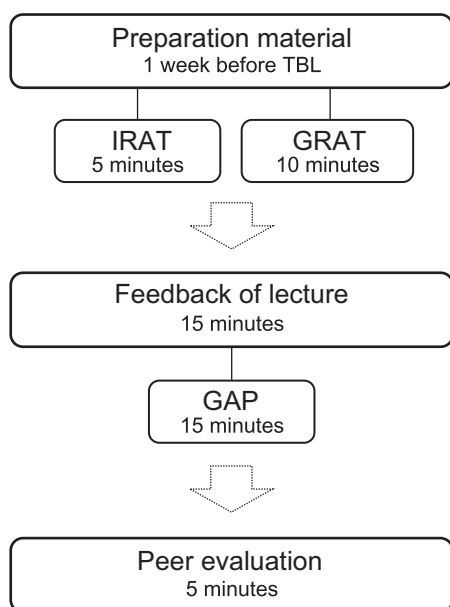 Preparation material
1 week before TBL
IRAT
5 minutes
GRAT
10 minutes
Feedback of lecture
15 minutes
GAP
15 minutes
Peer evaluation
5 minutes